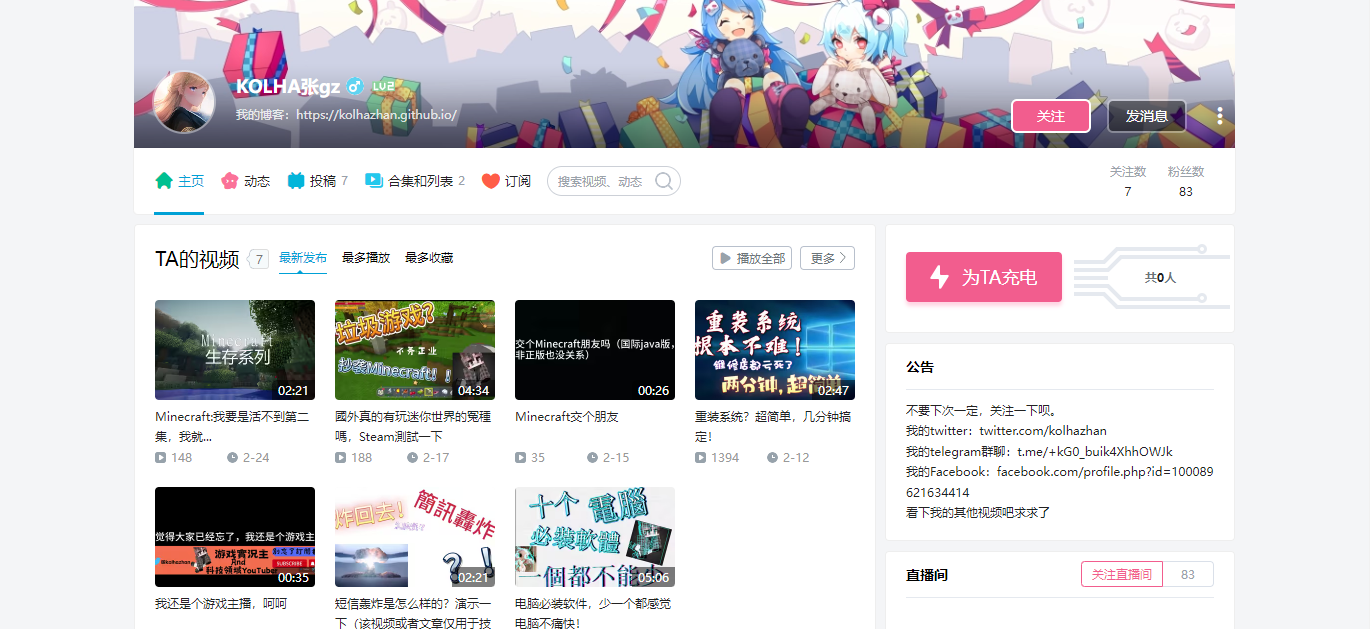 KOLHA张gz LV2
我的博客：https://kolhazhan.github.io/
关注
发消息
主页 动态 投稿 7 合集和列表 2 订阅 搜索视频、动态
关注数 粉丝数
7 83
TA的视频 7 最新发布 最多播放 最多收藏 播放全部 更多
Minecraft
生存系列
02:21
垃圾游戏?
不务正业
抄袭Minecraft!!
04:34
交个Minecraft朋友吗（国际java版，
非正版也没关系）
00:26
重装系统
根本不难!
两分钟,超简单
02:47
Minecraft:我要是活不到第二
集，我就...
148 2-24
國外真的有玩迷你世界的冤種
嗎，Steam測試一下
188 2-17
Minecraft交个朋友
35 2-15
重装系统？超简单，几分钟搞
定！
1394 2-12
觉得大家已经忘了，我还是个游戏主
@kolhazhan
游戏實況主
And
科技領域YouTuber
SUBSCRIBE
00:35
炸回去!
簡訊轟炸
?!
02:21
十个 電腦
必裝軟體
一個都不能少
05:06
我还是个游戏主播，呵呵
短信轰炸是怎么样的？演示一
下（该视频或者文章仅用于技
电脑必装软件，少一个都感觉
电脑不痛快！
为TA充电
共0人
公告
不要下次一定，关注一下呗。
我的twitter：twitter.com/kolhazhan
我的telegram群聊：t.me/+kG0_buik4XhhOWJk
我的Facebook：facebook.com/profile.php?id=100089
621634414
看下我的其他视频吧求求了
直播间
关注直播间 83